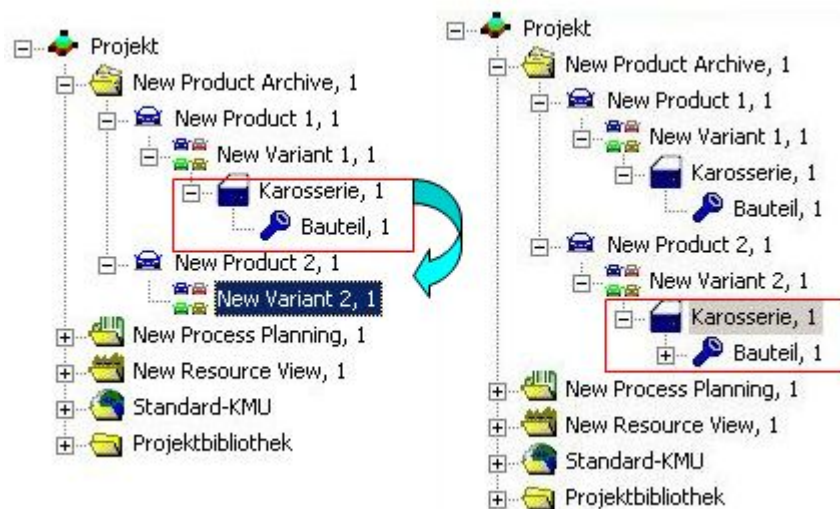 Projekt
New Product Archive, 1
New Product 1, 1
New Variant 1, 1
Karosserie, 1
Bauteil, 1
New Product 2, 1
New Variant 2, 1
New Process Planning, 1
New Resource View, 1
Standard-KMU
Projektbibliothek
Projekt
New Product Archive, 1
New Product 1, 1
New Variant 1, 1
Karosserie, 1
Bauteil, 1
New Product 2, 1
New Variant 2, 1
Karosserie, 1
Bauteil, 1
New Process Planning, 1
New Resource View, 1
Standard-KMU
Projektbibliothek